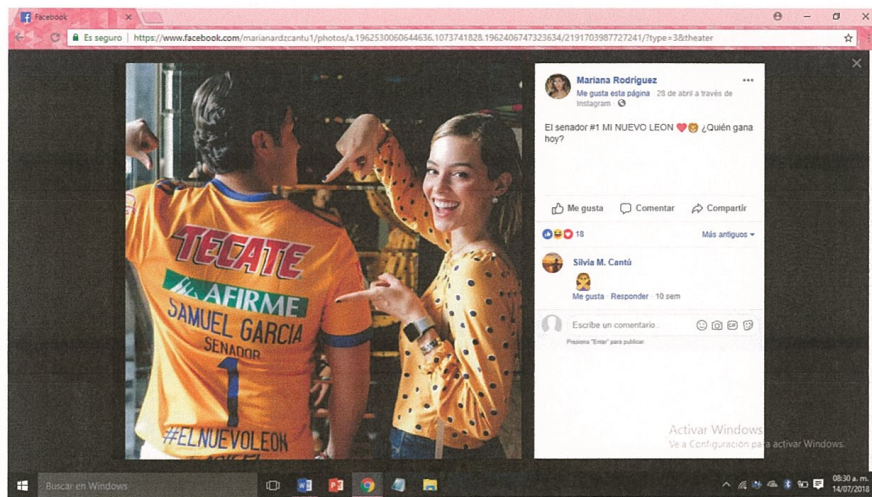 Facebook
Es seguro | https://www.facebook.com/marianardzcantu1/photos/a.1962530060644636.1073741828.1962406747323634/2191703987727241/?type=3&theater
TECATE
AFIRME
SAMUEL GARCIA
SENADOR
1
#ELNUEVOLEON
Mariana Rodríguez
Me gusta esta página · 28 de abril a través de
Instagram ·
El senador #1 MI NUEVO LEON ❤️🦁 ¿Quién gana
hoy?
Me gusta Comentar Compartir
18 Más antiguos
Silvia M. Cantú
Me gusta · Responder · 10 sem
Escribe un comentario...
GIF
Presiona "Enter" para publicar.
Activar Windows
Ve a Configuración para activar Windows.
Buscar en Windows
08:30 a. m.
14/07/2018